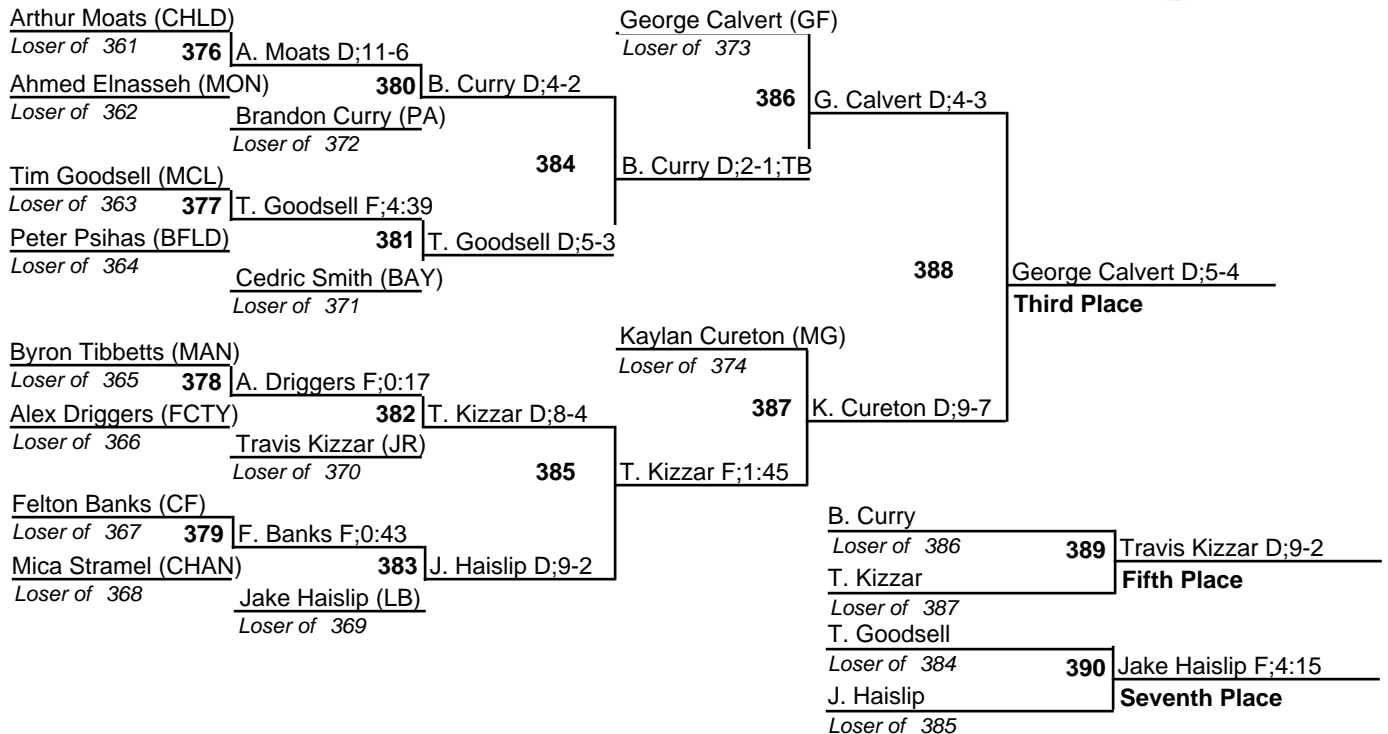 Arthur Moats (CHLD)
Loser of 361
376
A. Moats D;11-6
Ahmed Elnasseh (MON)
Loser of 362
380
B. Curry D;4-2
Brandon Curry (PA)
Loser of 372
384
Tim Goodsell (MCL)
Loser of 363
377
T. Goodsell F;4:39
Peter Psihas (BFLD)
Loser of 364
381
T. Goodsell D;5-3
Cedric Smith (BAY)
Loser of 371
George Calvert (GF)
Loser of 373
386
G. Calvert D;4-3
B. Curry D;2-1;TB
388
George Calvert D;5-4
Third Place
Byron Tibbetts (MAN)
Loser of 365
378
A. Driggers F;0:17
Alex Driggers (FCTY)
Loser of 366
382
T. Kizzar D;8-4
Travis Kizzar (JR)
Loser of 370
385
Felton Banks (CF)
Loser of 367
379
F. Banks F;0:43
Mica Stramel (CHAN)
Loser of 368
383
J. Haislip D;9-2
Jake Haislip (LB)
Loser of 369
Kaylan Cureton (MG)
Loser of 374
387
K. Cureton D;9-7
T. Kizzar F;1:45
B. Curry
Loser of 386
389
Travis Kizzar D;9-2
T. Kizzar
Fifth Place
Loser of 387
T. Goodsell
Loser of 384
390
Jake Haislip F;4:15
J. Haislip
Seventh Place
Loser of 385